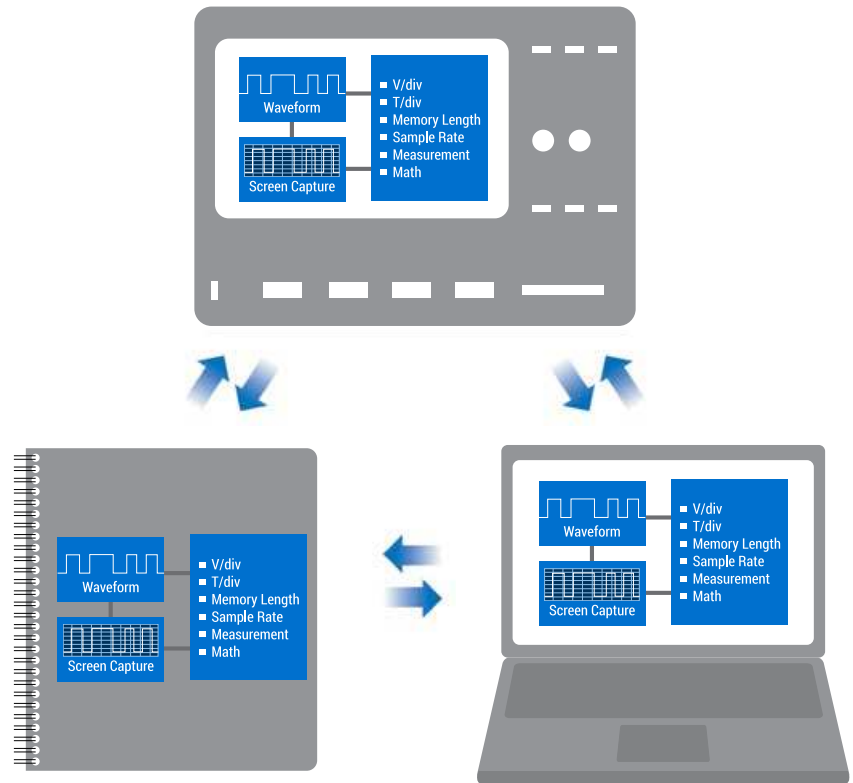 Waveform
Screen Capture
V/div
T/div
Memory Length
Sample Rate
Measurement
Math
Waveform
Screen Capture
V/div
T/div
Memory Length
Sample Rate
Measurement
Math
Waveform
Screen Capture
V/div
T/div
Memory Length
Sample Rate
Measurement
Math